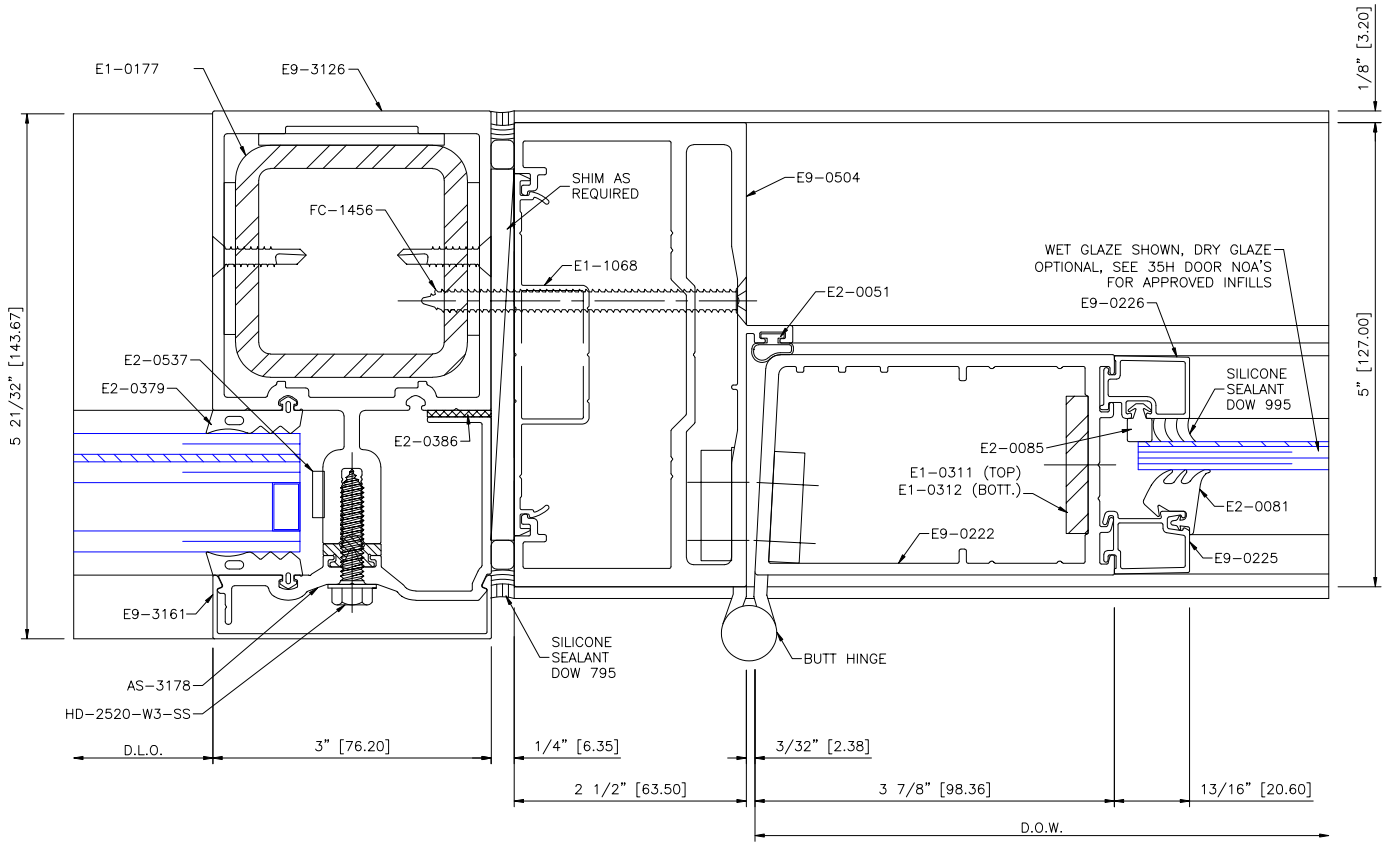 1/8" [3.20]
E1-0177
E9-3126
SHIM AS
REQUIRED
E9-0504
FC-1456
WET GLAZE SHOWN, DRY GLAZE
OPTIONAL, SEE 35H DOOR NOA'S
FOR APPROVED INFILLS
E1-1068
E2-0051
E9-0226
5 21/32" [143.67]
5" [127.00]
E2-0537
E2-0379
SILICONE
SEALANT
DOW 995
E2-0386
E2-0085
E1-0311 (TOP)
E1-0312 (BOTT.)
E2-0081
E9-0222
E9-0225
E9-3161
SILICONE
SEALANT
DOW 795
BUTT HINGE
AS-3178
HD-2520-W3-SS
D.L.O.
3" [76.20]
1/4" [6.35]
3/32" [2.38]
2 1/2" [63.50]
3 7/8" [98.36]
13/16" [20.60]
D.O.W.